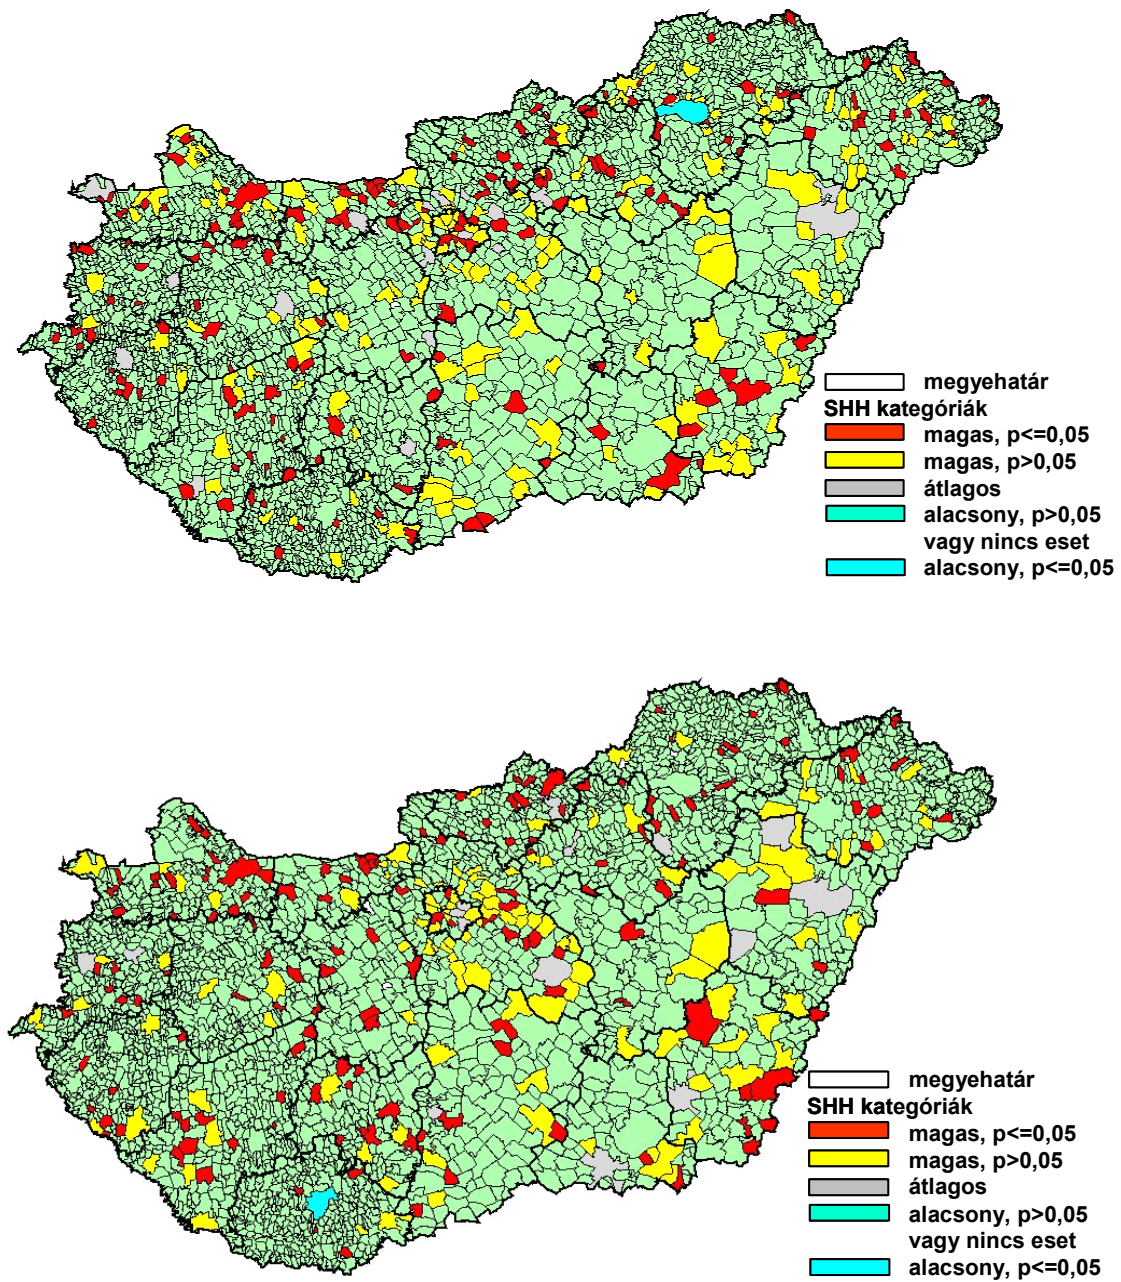 megyehatár
SHH kategóriák
magas, p<=0,05
magas, p>0,05
átlagos
alacsony, p>0,05
vagy nincs eset
alacsony, p<=0,05
megyehatár
SHH kategóriák
magas, p<=0,05
magas, p>0,05
átlagos
alacsony, p>0,05
vagy nincs eset
alacsony, p<=0,05